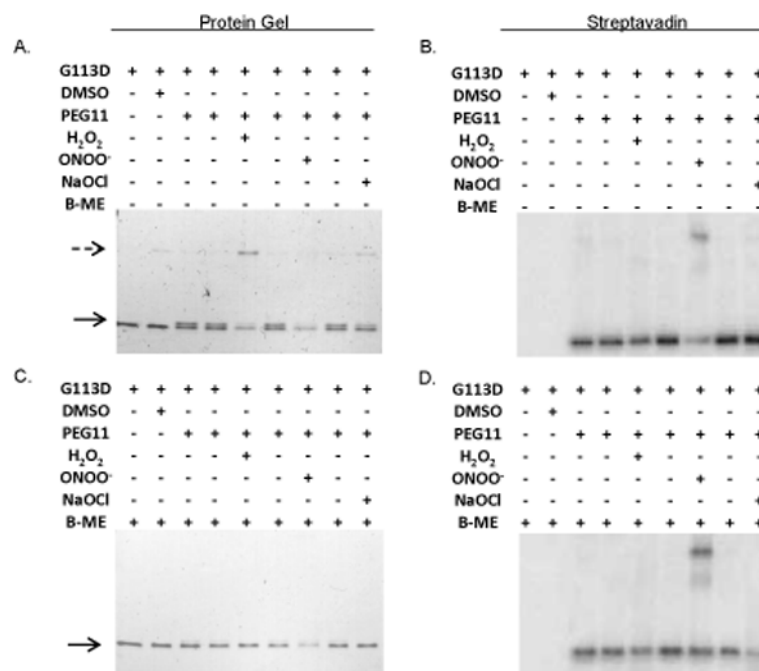 Protein Gel
Streptavadin
A.
G113D + + + + + + + + +
DMSO - + - - - - - - -
PEG11 - - + + + + + + +
H₂O₂ - - - - + - - - -
ONOO⁻ - - - - - - + - -
NaOCl - - - - - - - - +
B-ME - - - - - - - - -
B.
G113D + + + + + + + + +
DMSO - + - - - - - - -
PEG11 - - + + + + + + +
H₂O₂ - - - - + - - - -
ONOO⁻ - - - - - - + - -
NaOCl - - - - - - - - +
B-ME - - - - - - - - -
C.
G113D + + + + + + + + +
DMSO - + - - - - - - -
PEG11 - - + + + + + + +
H₂O₂ - - - - + - - - -
ONOO⁻ - - - - - - + - -
NaOCl - - - - - - - - +
B-ME + + + + + + + + +
D.
G113D + + + + + + + + +
DMSO - + - - - - - - -
PEG11 - - + + + + + + +
H₂O₂ - - - - + - - - -
ONOO⁻ - - - - - - + - -
NaOCl - - - - - - - - +
B-ME + + + + + + + + +